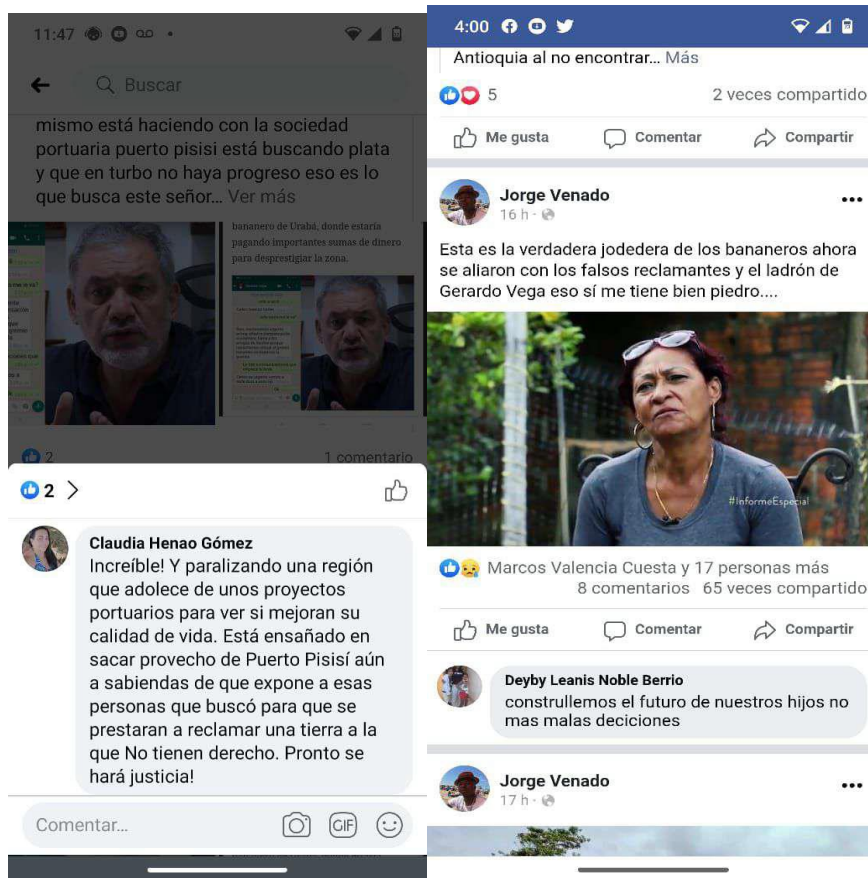 11:47
Buscar
mismo está haciendo con la sociedad
portuaria puerto pisisi está buscando plata
y que en turbo no haya progreso eso es lo
que busca este señor... Ver más
bananero de Urabá, donde estaría
pagando importantes sumas de dinero
para desprestigiar la zona.
2
1 comentario
2
Claudia Henao Gómez
Increíble! Y paralizando una región
que adolece de unos proyectos
portuarios para ver si mejoran su
calidad de vida. Está ensañado en
sacar provecho de Puerto Pisisí aún
a sabiendas de que expone a esas
personas que buscó para que se
prestaran a reclamar una tierra a la
que No tienen derecho. Pronto se
hará justicia!
Comentar...
GIF
4:00
Antioquia al no encontrar... Más
5
2 veces compartido
Me gusta Comentar Compartir
Jorge Venado
16 h ·
Esta es la verdadera jodedera de los bananeros ahora
se aliaron con los falsos reclamantes y el ladrón de
Gerardo Vega eso sí me tiene bien piedro....
#InformeEspecial
Marcos Valencia Cuesta y 17 personas más
8 comentarios 65 veces compartido
Me gusta Comentar Compartir
Deyby Leanis Noble Berrio
construllemos el futuro de nuestros hijos no
mas malas deciciones
Jorge Venado
17 h ·